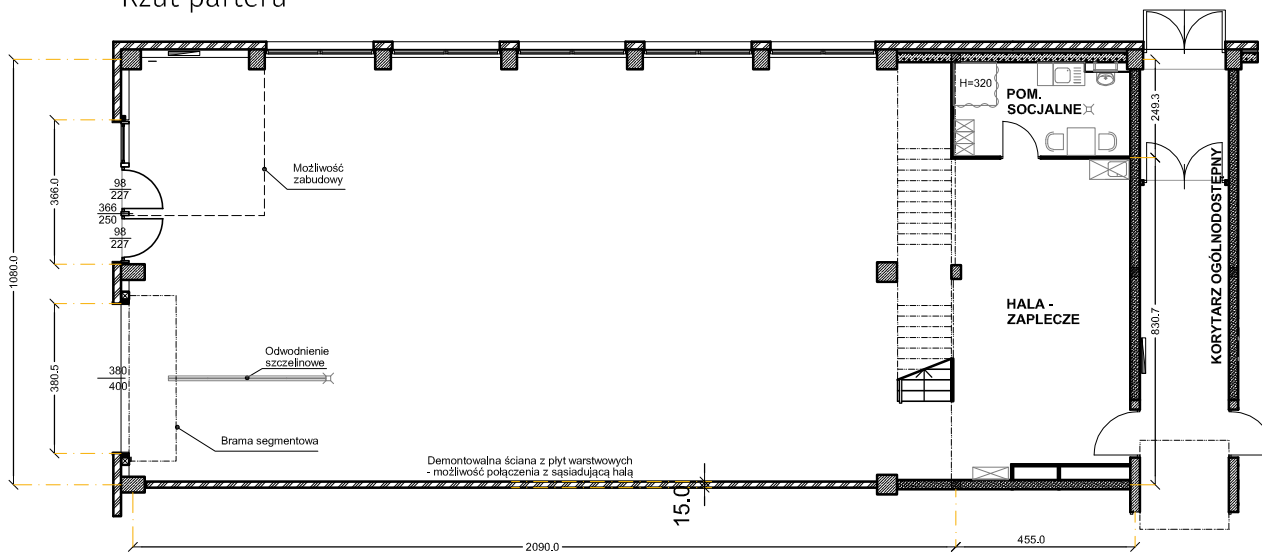 Rzut parteru
H=320
POM.
SOCJALNE
249.3
Możliwość
zabudowy
98
227
366
250
98
227
366.0
1080.0
HALA -
ZAPLECZE
830.7
KORYTARZ OGÓLNODOSTĘPNY
Odwodnienie
szczelinowe
380
400
380.5
Brama segmentowa
Demontowalna ściana z płyt warstwowych
- możliwość połączenia z sąsiadującą halą
15.0
2090.0
455.0